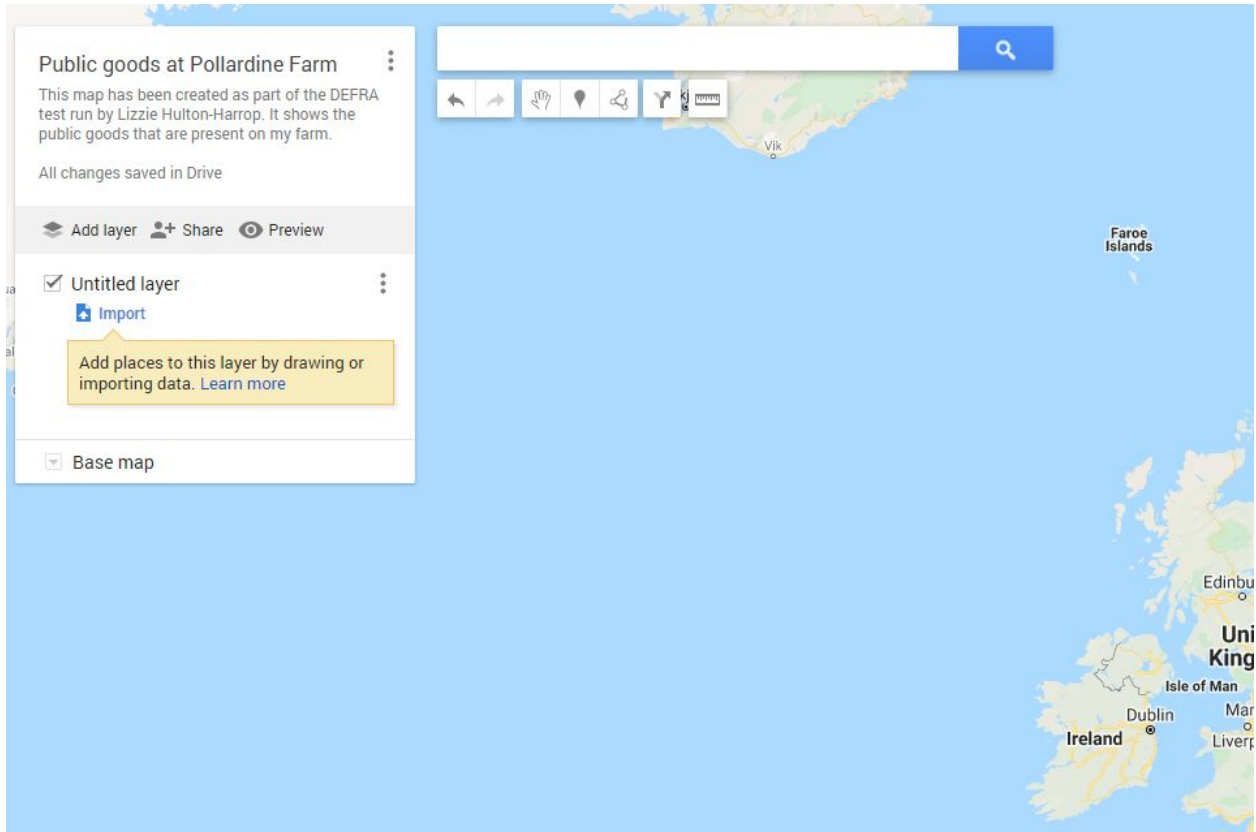 Public goods at Pollardine Farm
This map has been created as part of the DEFRA
test run by Lizzie Hulton-Harrop. It shows the
public goods that are present on my farm.
All changes saved in Drive
Add layer Share Preview
Untitled layer
Import
Add places to this layer by drawing or
importing data. Learn more
Base map
Vik
Faroe
Islands
Edinbu
Uni
King
Isle of Man
Dublin
Mar
Ireland
Liverp